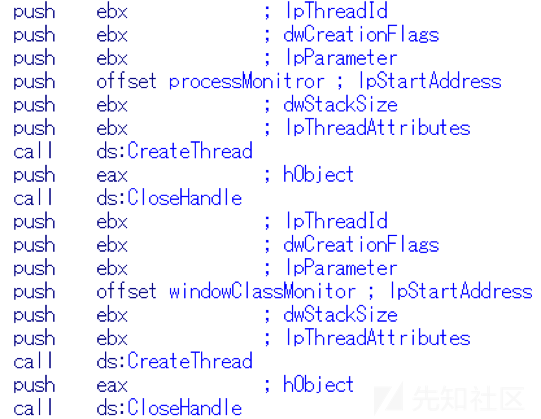 push ebx ; lpThreadId
push ebx ; dwCreationFlags
push ebx ; lpParameter
push offset processMonitror ; lpStartAddress
push ebx ; dwStackSize
push ebx ; lpThreadAttributes
call ds:CreateThread
push eax ; hObject
call ds:CloseHandle
push ebx ; lpThreadId
push ebx ; dwCreationFlags
push ebx ; lpParameter
push offset windowClassMonitor ; lpStartAddress
push ebx ; dwStackSize
push ebx ; lpThreadAttributes
call ds:CreateThread
push eax ; hObject
call ds:CloseHandle
先知社区